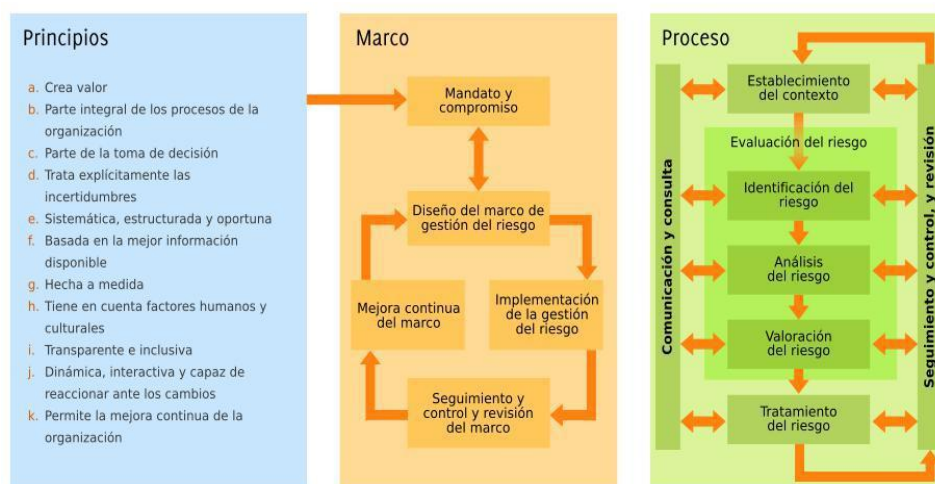 Principios
a. Crea valor
b. Parte integral de los procesos de la
organización
c. Parte de la toma de decisión
d. Trata explícitamente las
incertidumbres
e. Sistemática, estructurada y oportuna
f. Basada en la mejor información
disponible
g. Hecha a medida
h. Tiene en cuenta factores humanos y
culturales
i. Transparente e inclusiva
j. Dinámica, interactiva y capaz de
reaccionar ante los cambios
k. Permite la mejora continua de la
organización
Marco
Mandato y
compromiso
Diseño del marco de
gestión del riesgo
Mejora continua
del marco
Implementación
de la gestión
del riesgo
Seguimiento y
control y revisión
del marco
Proceso
Comunicación y consulta
Establecimiento
del contexto
Evaluación del riesgo
Identificación del
riesgo
Análisis
del riesgo
Valoración
del riesgo
Tratamiento
del riesgo
Seguimiento y control, y revisión